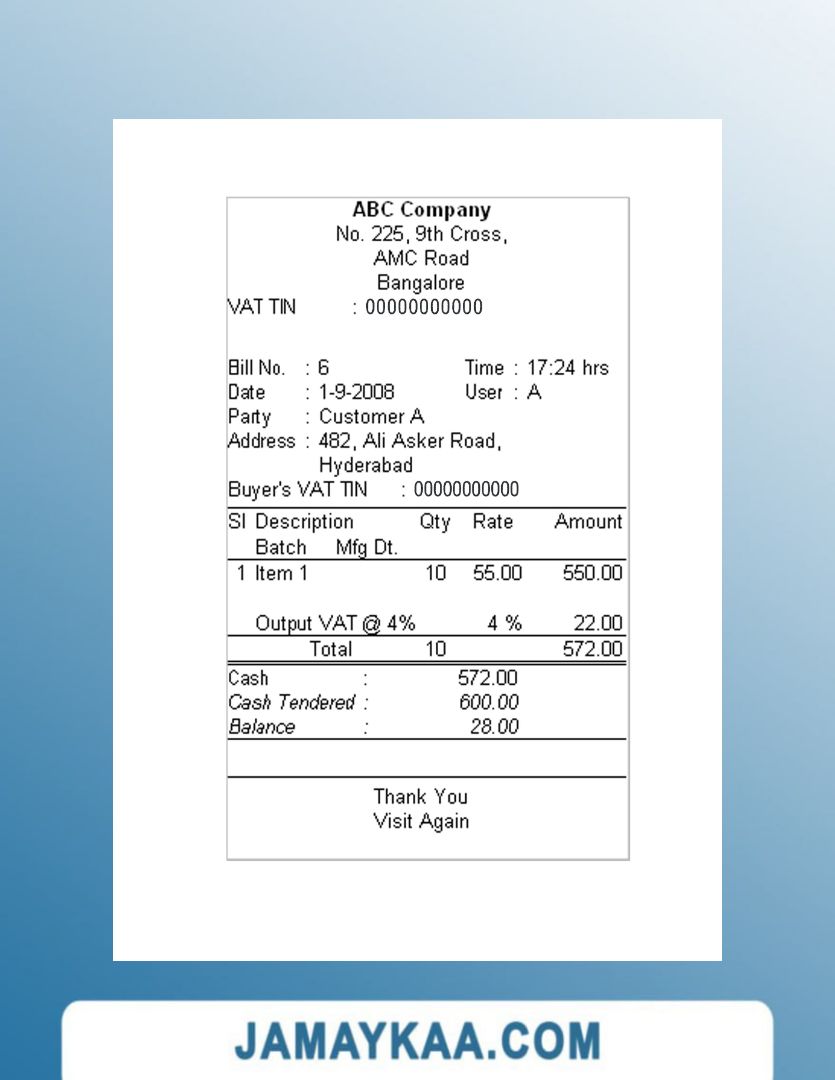 ABC Company
No. 225, 9th Cross,
AMC Road
Bangalore
VAT TIN : 00000000000
Bill No. : 6 Time : 17:24 hrs
Date : 1-9-2008 User : A
Party : Customer A
Address : 482, Ali Asker Road,
Hyderabad
Buyer's VAT TIN : 00000000000
Sl Description Qty Rate Amount
Batch Mfg Dt.
1 Item 1 10 55.00 550.00
Output VAT @ 4% 4 % 22.00
Total 10 572.00
Cash : 572.00
Cash Tendered : 600.00
Balance : 28.00
Thank You
Visit Again
JAMAYKAA.COM